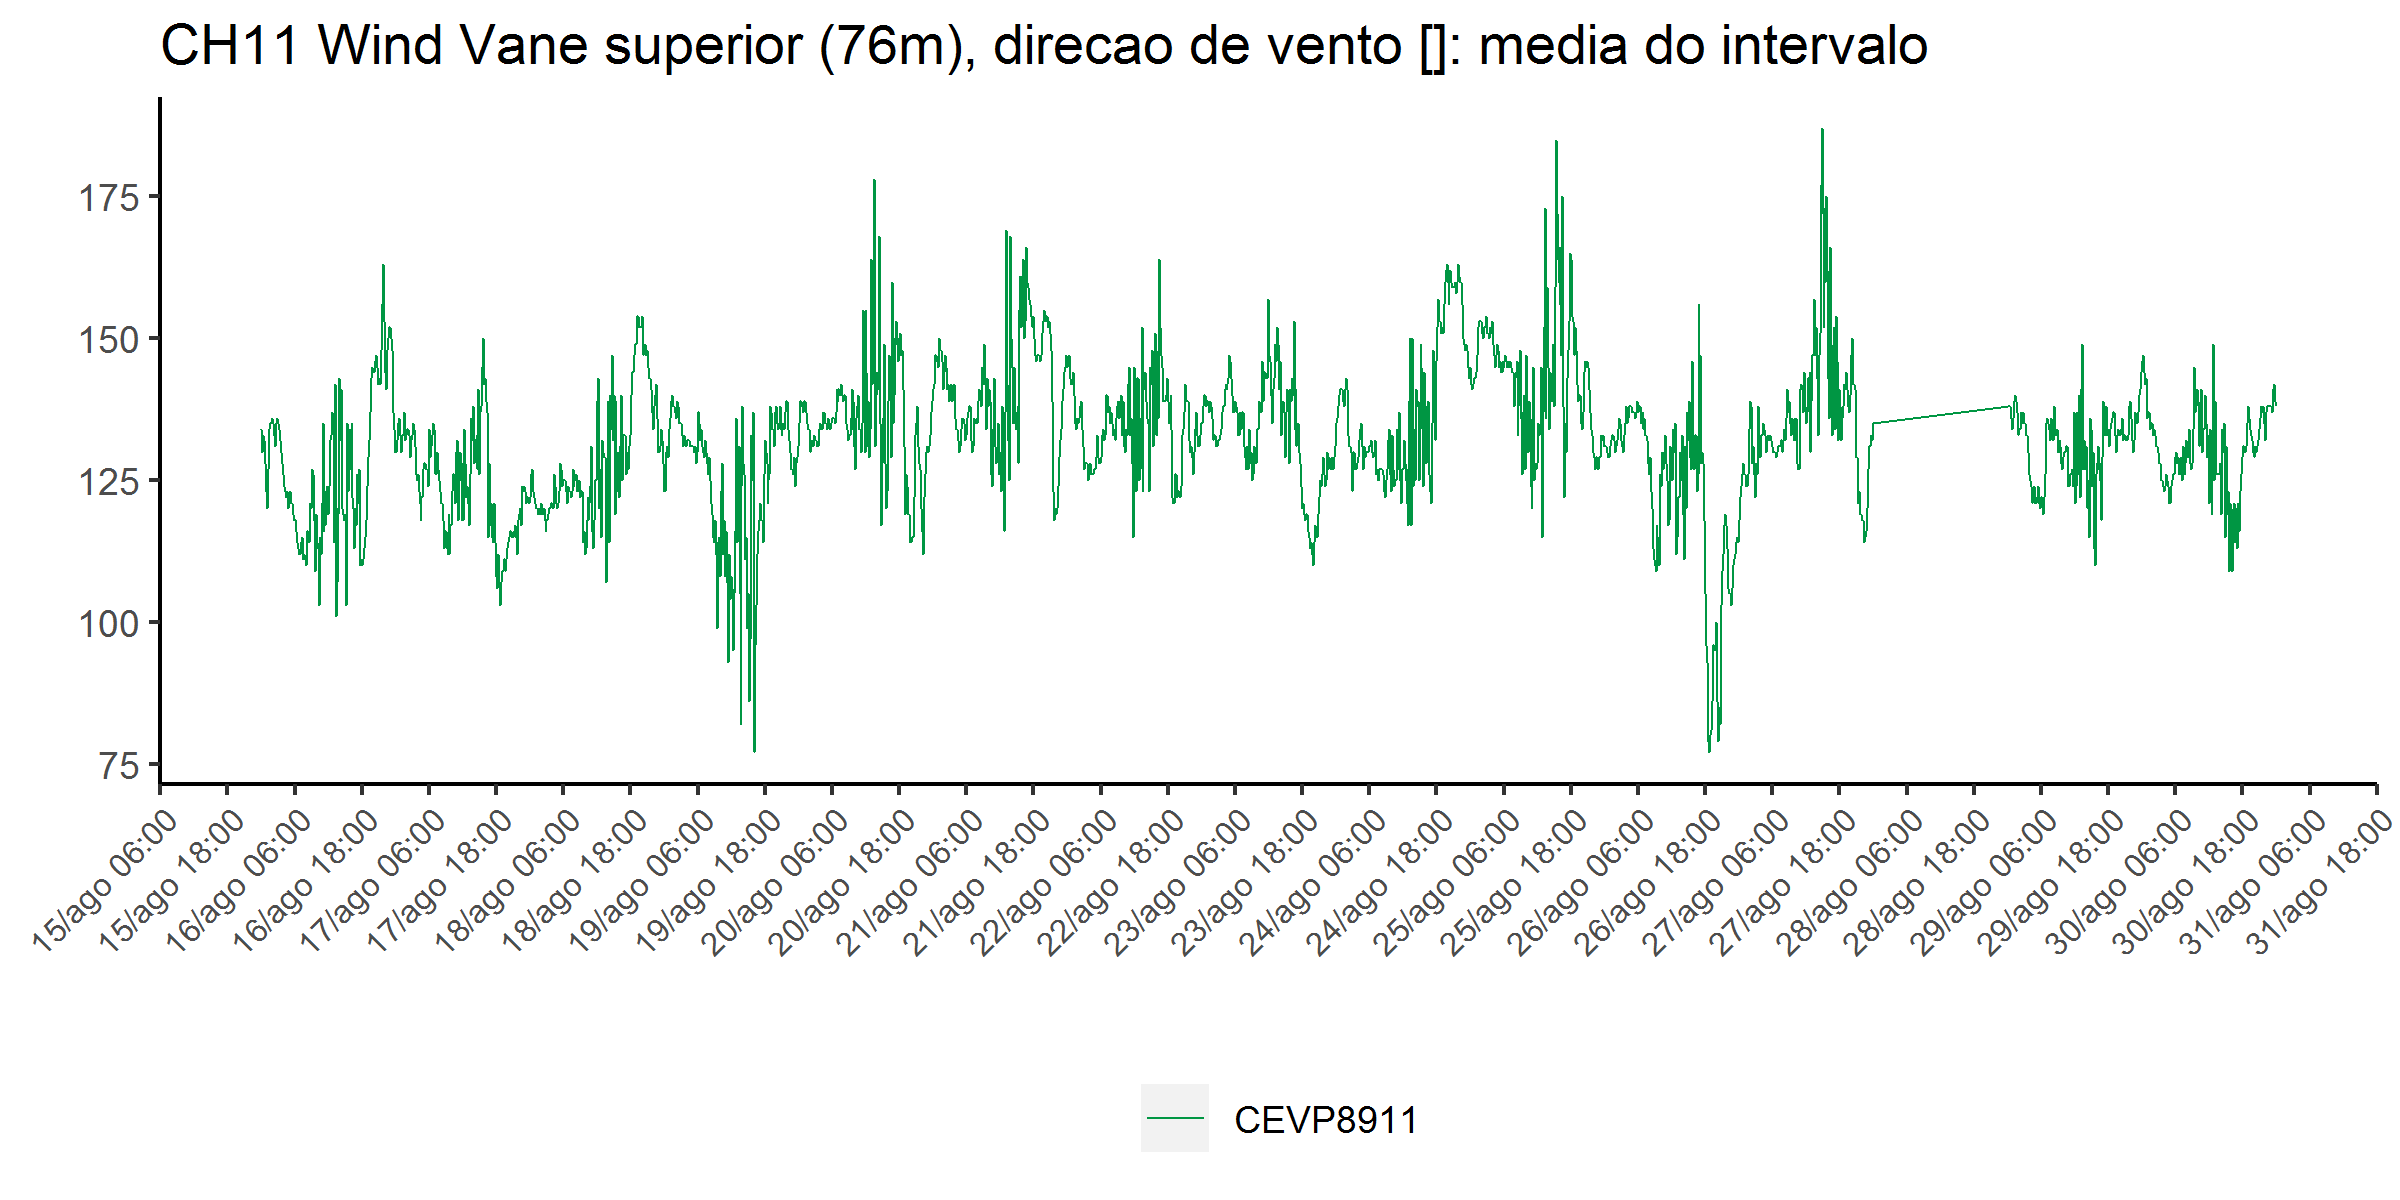 CH11 Wind Vane superior (76m), direcao de vento []: media do intervalo
175
150
125
100
75
15/ago 06:00
15/ago 18:00
16/ago 06:00
16/ago 18:00
17/ago 06:00
17/ago 18:00
18/ago 06:00
18/ago 18:00
19/ago 06:00
19/ago 18:00
20/ago 06:00
20/ago 18:00
21/ago 06:00
21/ago 18:00
22/ago 06:00
22/ago 18:00
23/ago 06:00
23/ago 18:00
24/ago 06:00
24/ago 18:00
25/ago 06:00
25/ago 18:00
26/ago 06:00
26/ago 18:00
27/ago 06:00
27/ago 18:00
28/ago 06:00
28/ago 18:00
29/ago 06:00
29/ago 18:00
30/ago 06:00
30/ago 18:00
31/ago 06:00
31/ago 18:00
CEVP8911